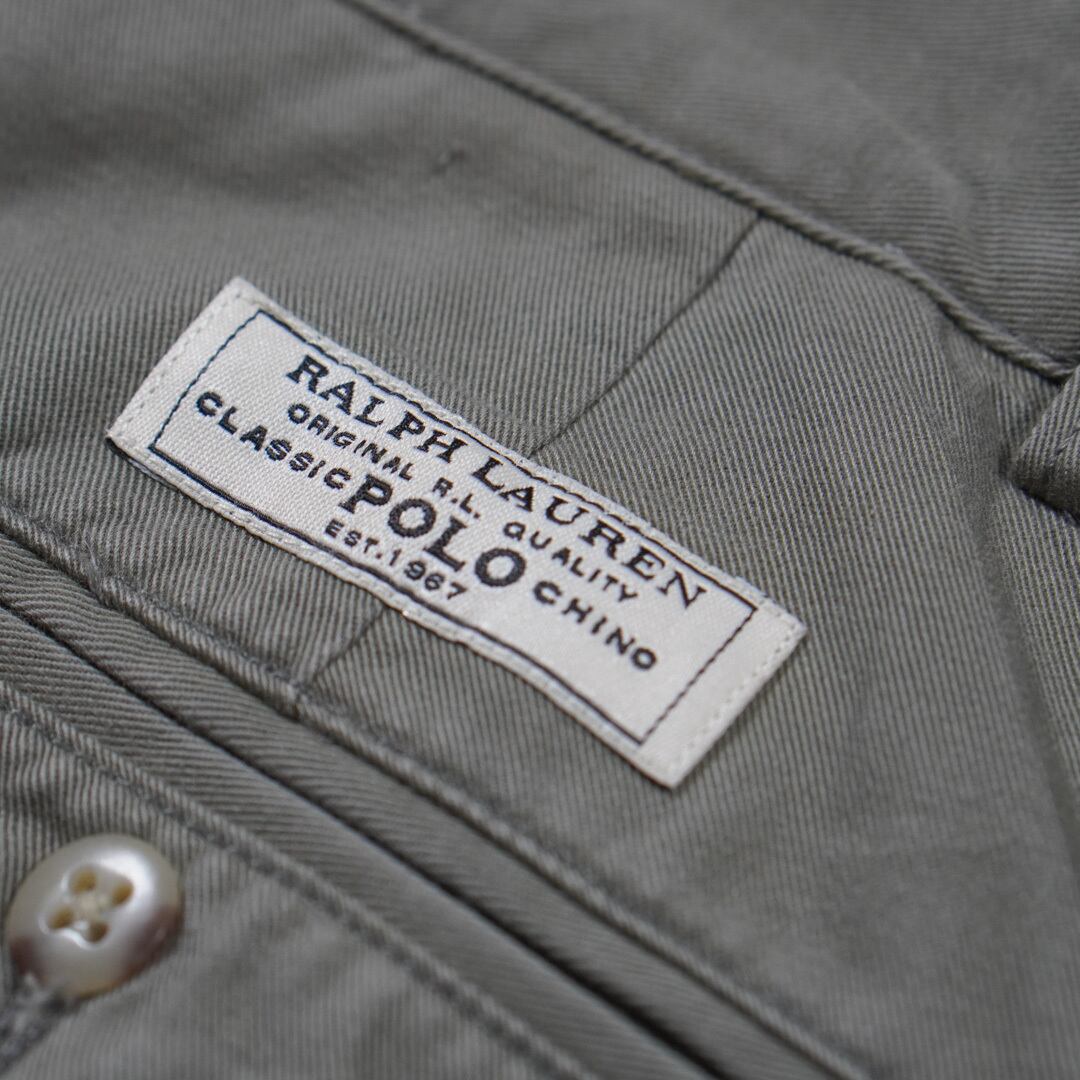 RALPH LAUREN
ORIGINAL R.L. QUALITY
CLASSIC POLO CHINO
EST. 1967